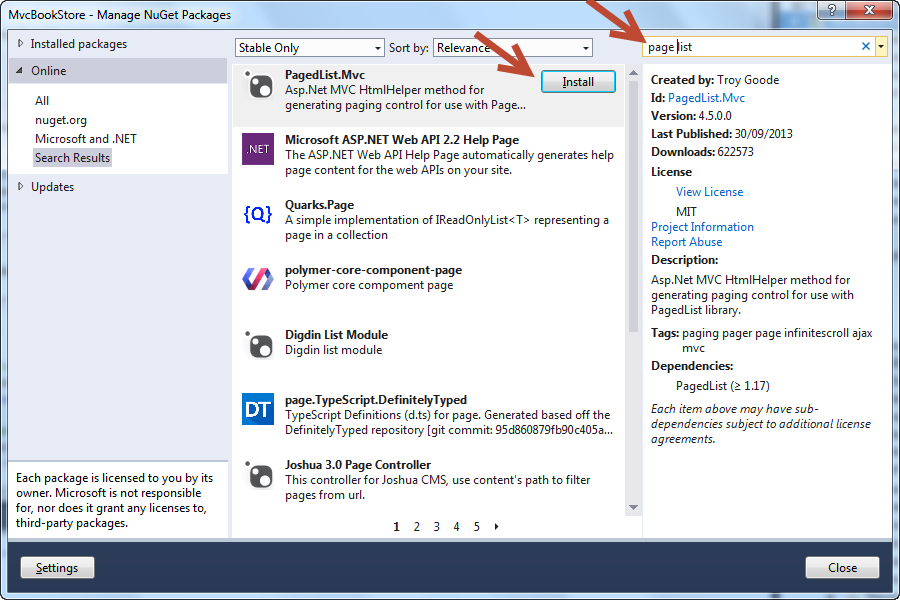 MvcBookStore - Manage NuGet Packages
?
Installed packages
Online
All
nuget.org
Microsoft and .NET
Search Results
Updates
Each package is licensed to you by its
owner. Microsoft is not responsible
for, nor does it grant any licenses to,
third-party packages.
Stable Only
Sort by:
Relevance
PagedList.Mvc
Asp.Net MVC HtmlHelper method for
generating paging control for use with Page...
Install
.NET
Microsoft ASP.NET Web API 2.2 Help Page
The ASP.NET Web API Help Page automatically generates help
page content for the web APIs on your site.
{Q}
Quarks.Page
A simple implementation of IReadOnlyList<T> representing a
page in a collection
polymer-core-component-page
Polymer core compoment page
Digdin List Module
Digdin list module
DT
page.TypeScript.DefinitelyTyped
TypeScript Definitions (d.ts) for page. Generated based off the
DefinitelyTyped repository [git commit: 95d860879fb90c405a...
Joshua 3.0 Page Controller
This controller for Joshua CMS, use content's path to filter
pages from url.
1 2 3 4 5
page list
Created by: Troy Goode
Id: PagedList.Mvc
Version: 4.5.0.0
Last Published: 30/09/2013
Downloads: 622573
License
View License
MIT
Project Information
Report Abuse
Description:
Asp.Net MVC HtmlHelper method for
generating paging control for use with
PagedList library.
Tags: paging pager page infinitescroll ajax
mvc
Dependencies:
PagedList (≥ 1.17)
Each item above may have sub-
dependencies subject to additional license
agreements.
Settings
Close